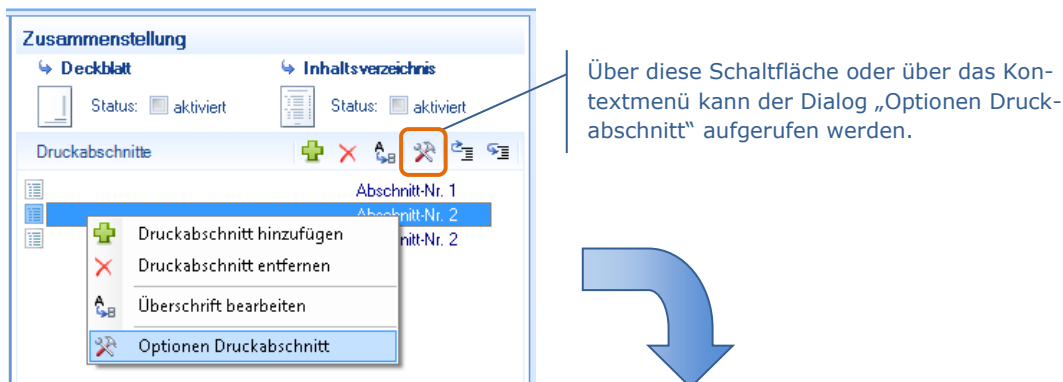 Zusammenstellung
Deckblatt
Inhaltsverzeichnis
Status: aktiviert
Status: aktiviert
Druckabschnitte
Abschnitt-Nr. 1
Abschnitt-Nr. 2
nitt-Nr. 2
Druckabschnitt hinzufügen
Druckabschnitt entfernen
Überschrift bearbeiten
Optionen Druckabschnitt
Über diese Schaltfläche oder über das Kon-
textmenü kann der Dialog „Optionen Druck-
abschnitt“ aufgerufen werden.